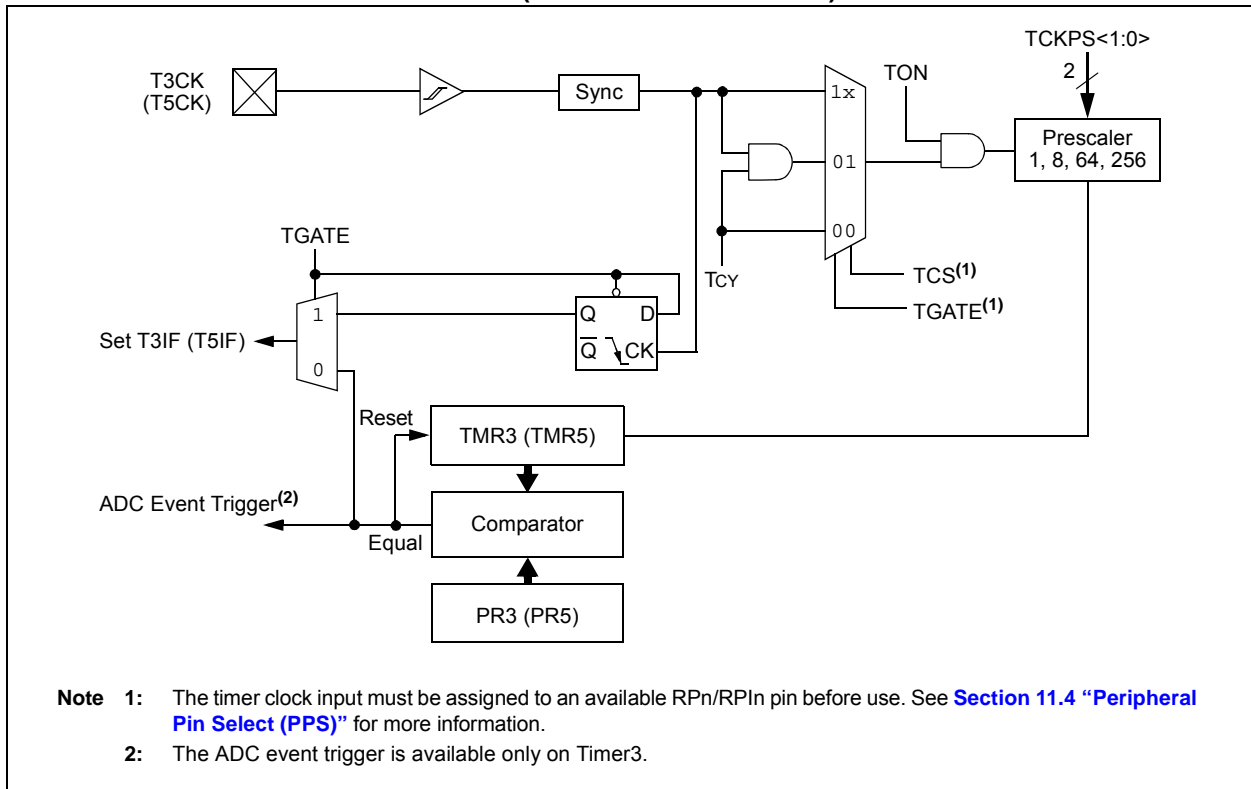 TCKPS<1:0>
2
T3CK
(T5CK)
Sync
1x
TON
Prescaler
1, 8, 64, 256
01
00
TGATE
TCY
TCS(1)
TGATE(1)
1
Q
D
Set T3IF (T5IF)
Q
CK
0
Reset
TMR3 (TMR5)
ADC Event Trigger(2)
Comparator
Equal
PR3 (PR5)
Note 1: The timer clock input must be assigned to an available RPn/RPIn pin before use. See Section 11.4 “Peripheral
Pin Select (PPS)” for more information.
2: The ADC event trigger is available only on Timer3.